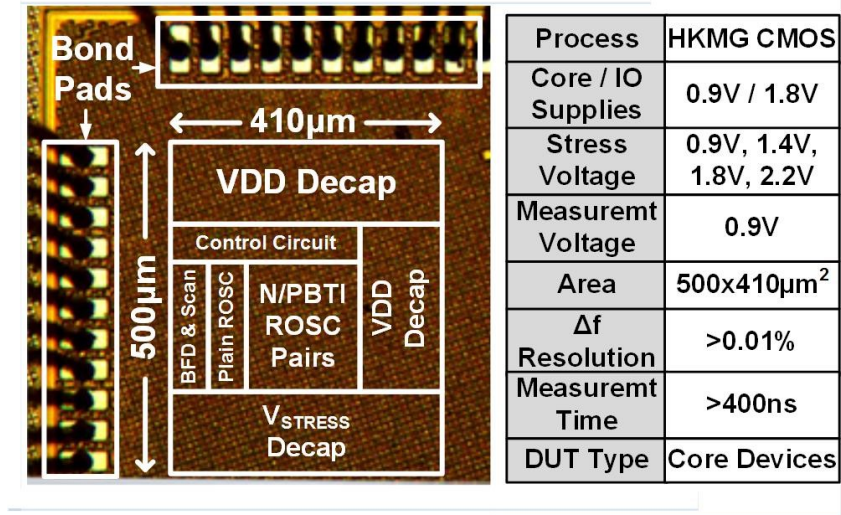 Bond
Pads
410µm
500µm
VDD Decap
Control Circuit
BFD & Scan
Plain ROSC
N/PBTI
ROSC
Pairs
VDD
Decap
VSTRESS
Decap
Process HKMG CMOS
Core / IO
Supplies
0.9V / 1.8V
Stress
Voltage
0.9V, 1.4V,
1.8V, 2.2V
Measuremt
Voltage
0.9V
Area 500x410µm²
Δf
Resolution
>0.01%
Measuremt
Time
>400ns
DUT Type Core Devices